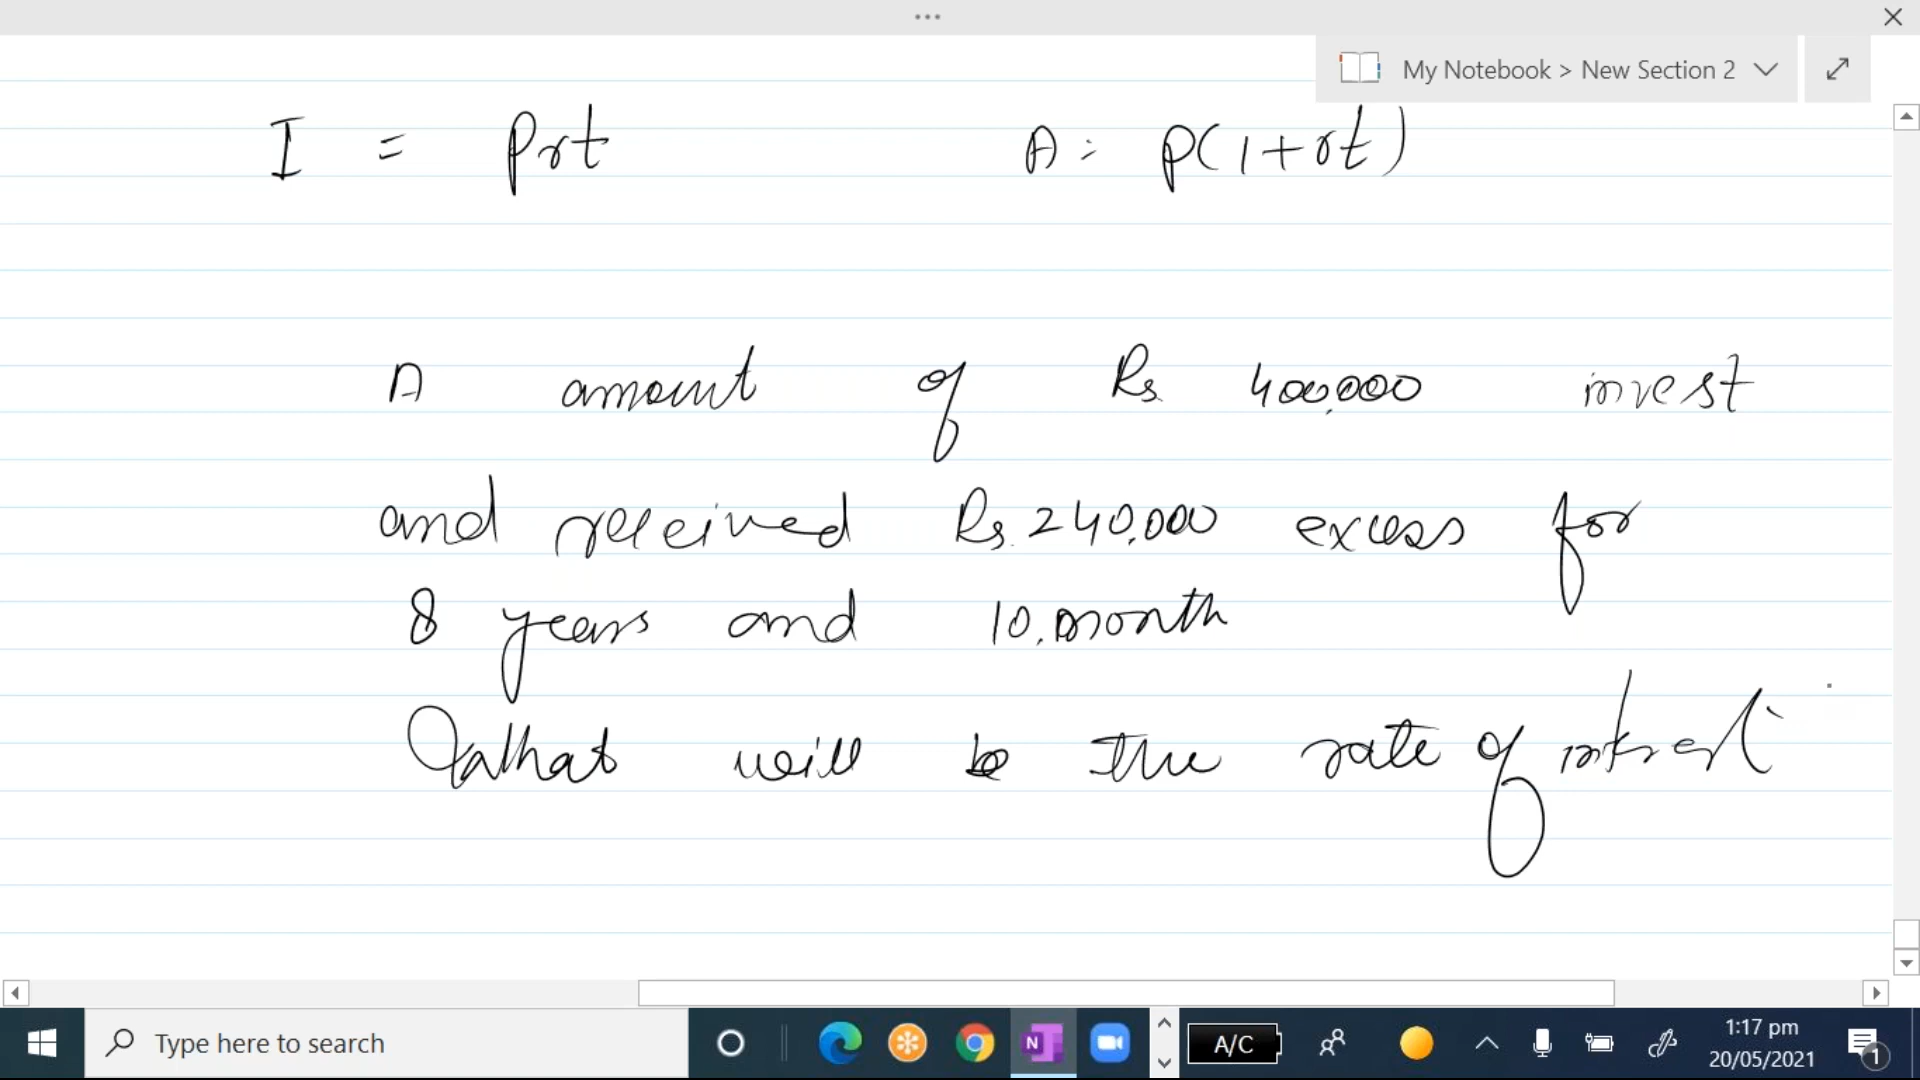 My Notebook > New Section 2
I = Prt
A = P(1+rt)
A amount of Rs. 400,000 invest
and received Rs. 240,000 excess for
8 years and 10 month
What will be the rate of interest
Type here to search
N
A/C
1:17 pm
20/05/2021
1